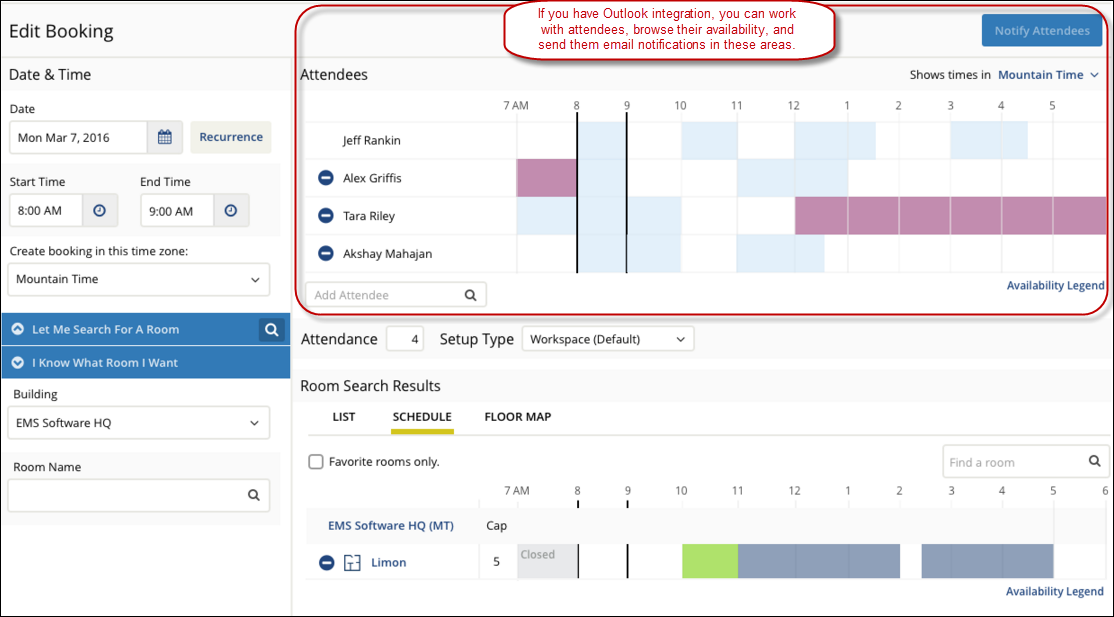 Edit Booking
If you have Outlook integration, you can work
with attendees, browse their availability, and
send them email notifications in these areas.
Notify Attendees
Date & Time
Date
Mon Mar 7, 2016
Recurrence
Start Time
End Time
8:00 AM
9:00 AM
Create booking in this time zone:
Mountain Time
Let Me Search For A Room
I Know What Room I Want
Building
EMS Software HQ
Room Name
Attendees
Shows times in Mountain Time
7 AM 8 9 10 11 12 1 2 3 4 5
Jeff Rankin
Alex Griffis
Tara Riley
Akshay Mahajan
Add Attendee
Availability Legend
Attendance 4 Setup Type Workspace (Default)
Room Search Results
LIST SCHEDULE FLOOR MAP
Favorite rooms only.
Find a room
7 AM 8 9 10 11 12 1 2 3 4 5 6
EMS Software HQ (MT) Cap
Limon 5 Closed
Availability Legend